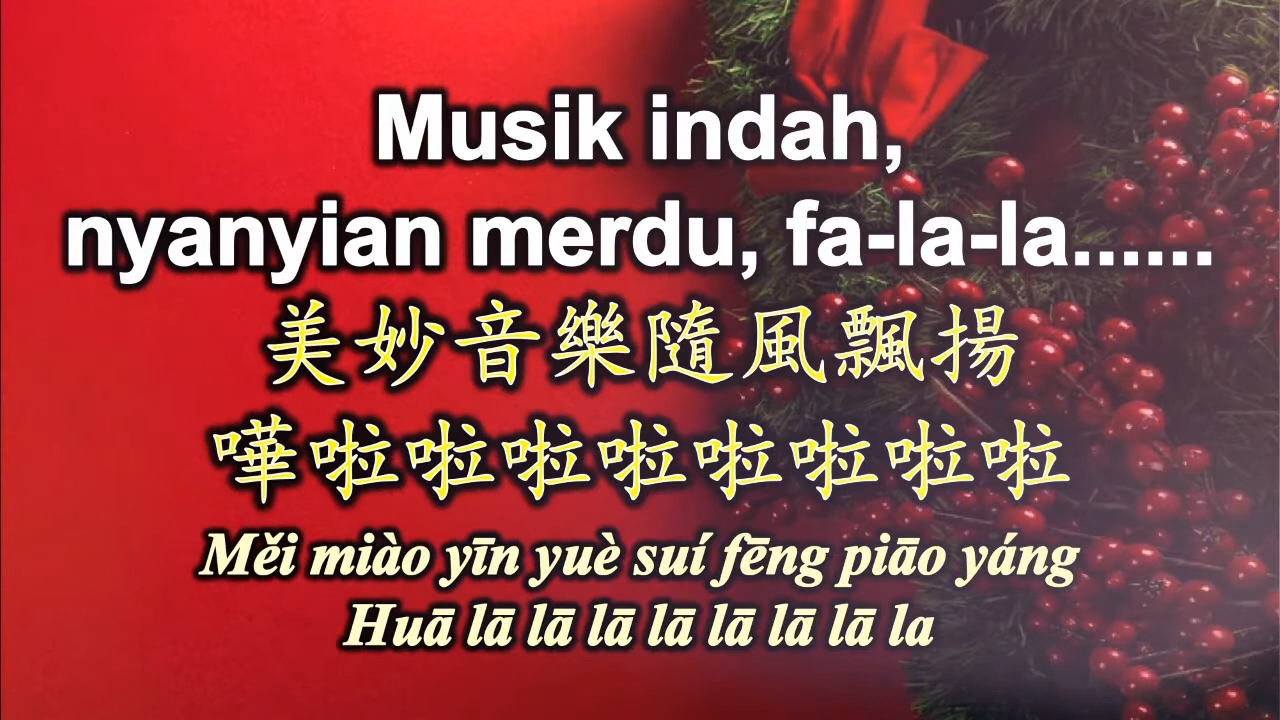 Musik indah,
nyanyian merdu, fa-la-la......
美妙音樂隨風飄揚
嘩啦啦啦啦啦啦啦啦
Měi miào yīn yuè suí fēng piāo yáng
Huā lā lā lā lā lā lā lā la